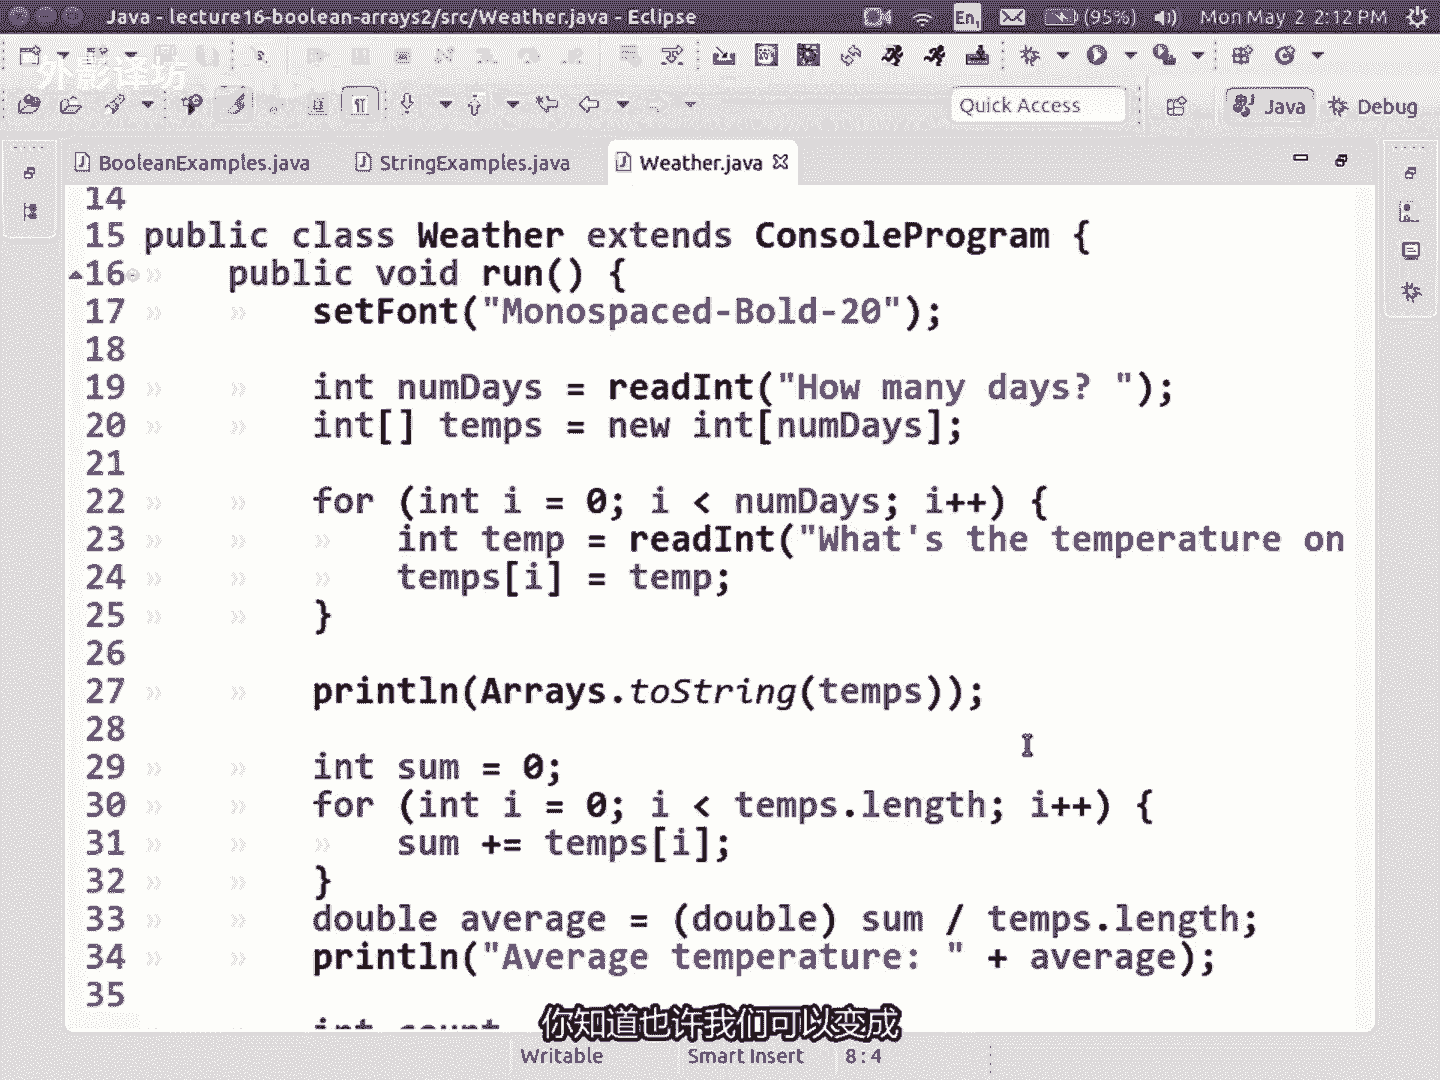 Java - lecture16-boolean-arrays2/src/Weather.java - Eclipse
En1
(95%)
Mon May 2 2:12 PM
外影译坊
Quick Access
Java
Debug
BooleanExamples.java
StringExamples.java
Weather.java
14
15 public class Weather extends ConsoleProgram {
16 public void run() {
17 setFont("Monospaced-Bold-20");
18
19 int numDays = readInt("How many days? ");
20 int[] temps = new int[numDays];
21
22 for (int i = 0; i < numDays; i++) {
23 int temp = readInt("What's the temperature on
24 temps[i] = temp;
25 }
26
27 println(Arrays.toString(temps));
28
29 int sum = 0;
30 for (int i = 0; i < temps.length; i++) {
31 sum += temps[i];
32 }
33 double average = (double) sum / temps.length;
34 println("Average temperature: " + average);
35
int count
你知道也许我们可以变成
Writable
Smart Insert
8 : 4